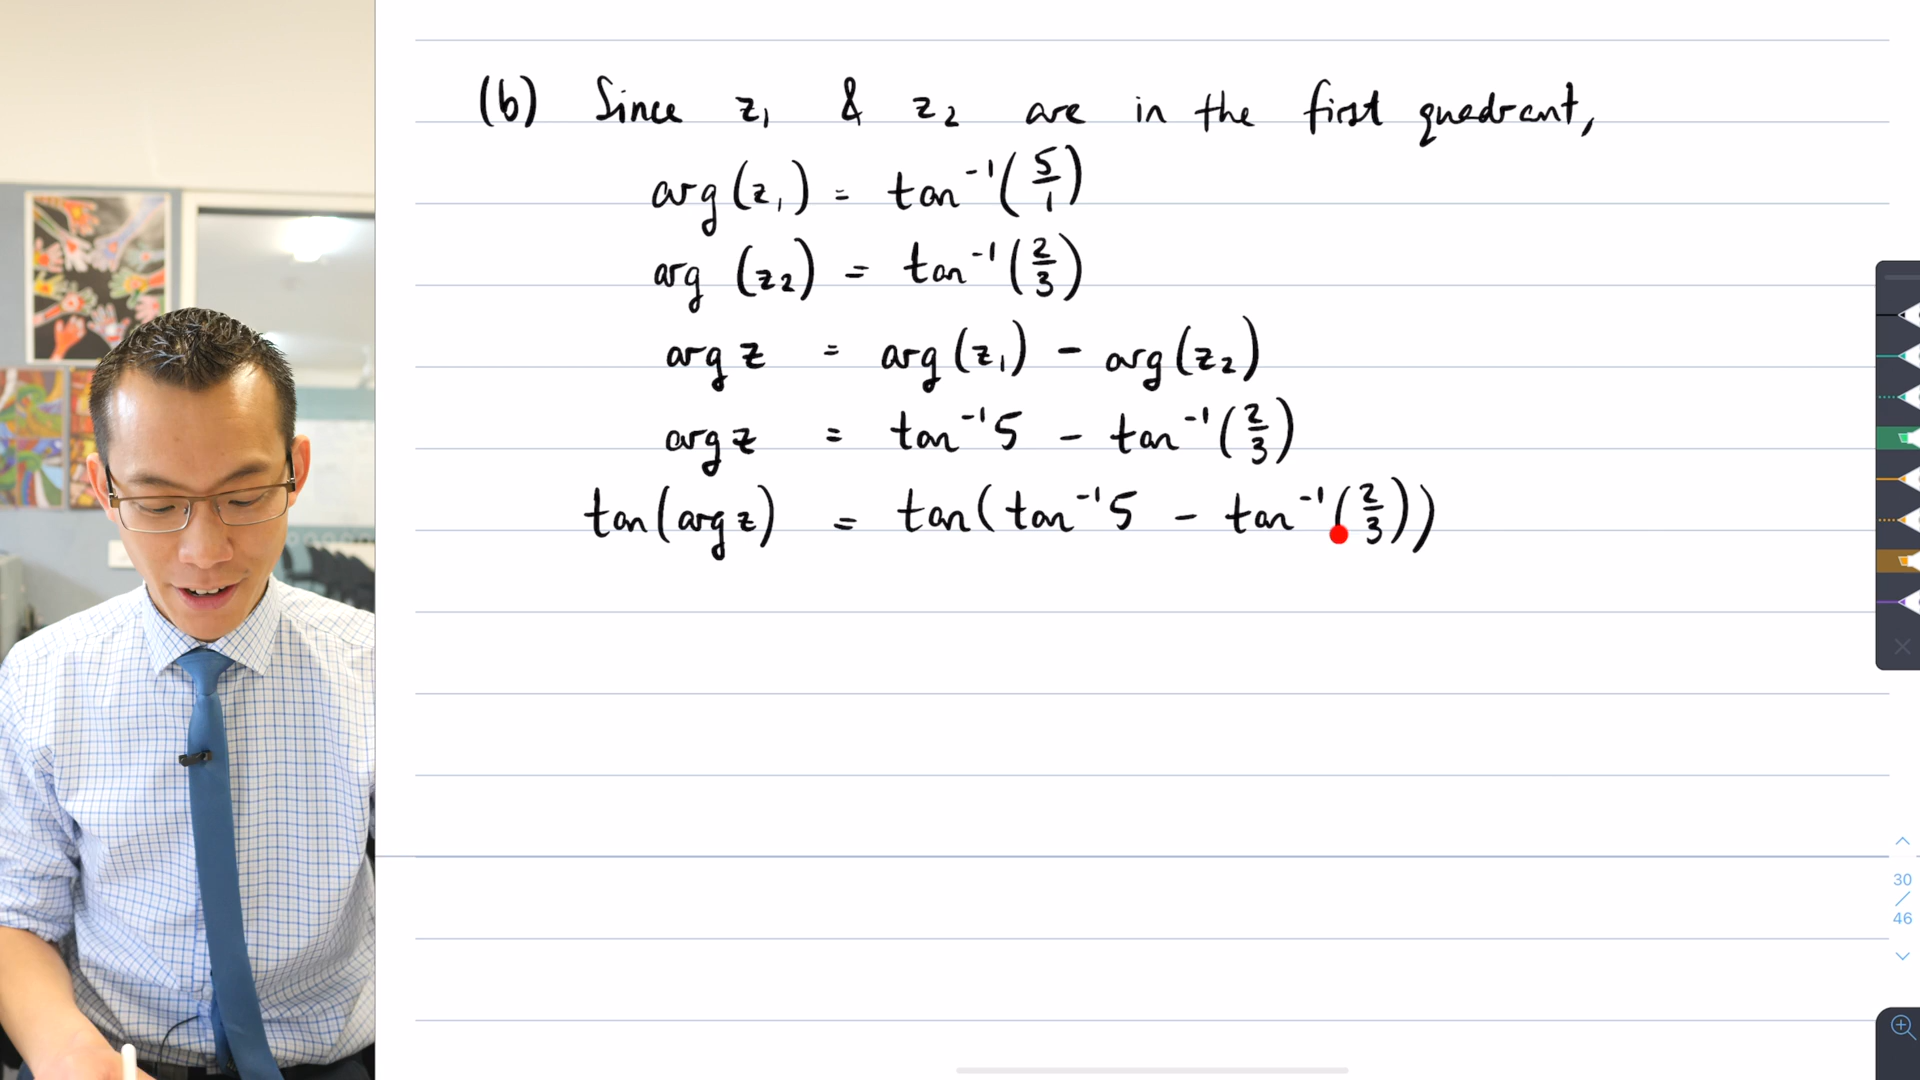 (b) Since z₁ & z₂ are in the first quadrant,
arg(z₁) = tan⁻¹(5/1)
arg (z₂) = tan⁻¹(2/3)
arg z = arg(z₁) - arg(z₂)
arg z = tan⁻¹5 - tan⁻¹(2/3)
tan(arg z) = tan(tan⁻¹5 - tan⁻¹(2/3))
30
/
46